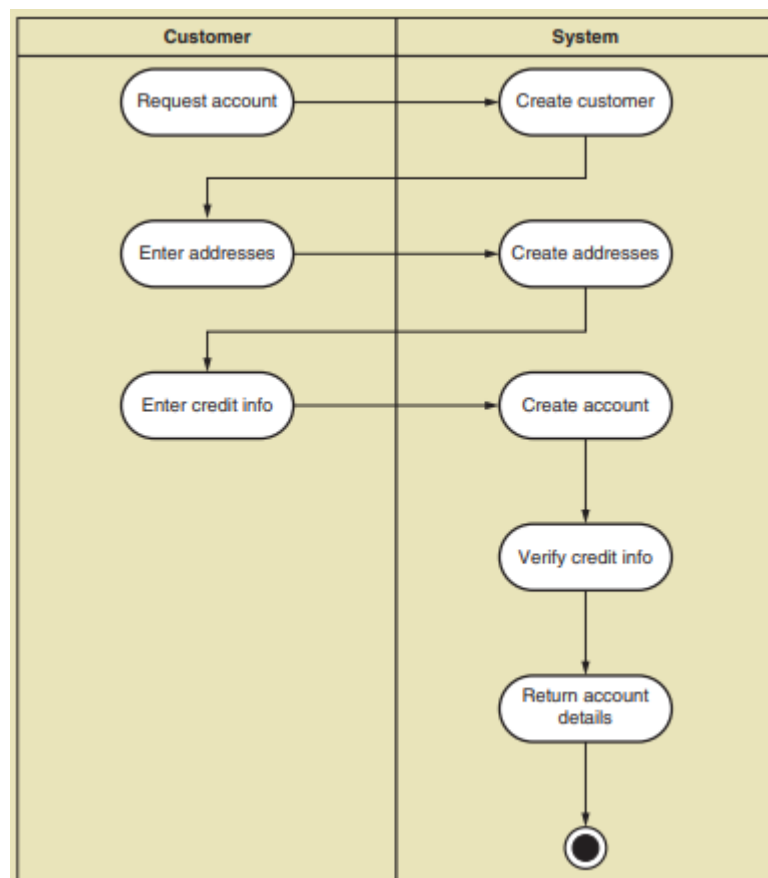 Customer
System
Request account
Create customer
Enter addresses
Create addresses
Enter credit info
Create account
Verify credit info
Return account
details